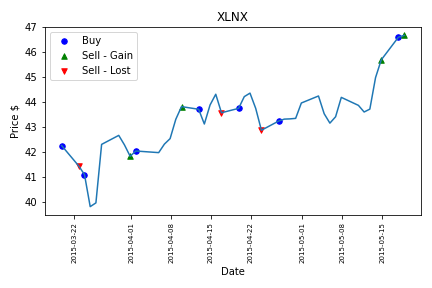 XLNX
Buy
Sell - Gain
Sell - Lost
Price $
47
46
45
44
43
42
41
40
2015-03-22
2015-04-01
2015-04-08
2015-04-15
2015-04-22
2015-05-01
2015-05-08
2015-05-15
Date